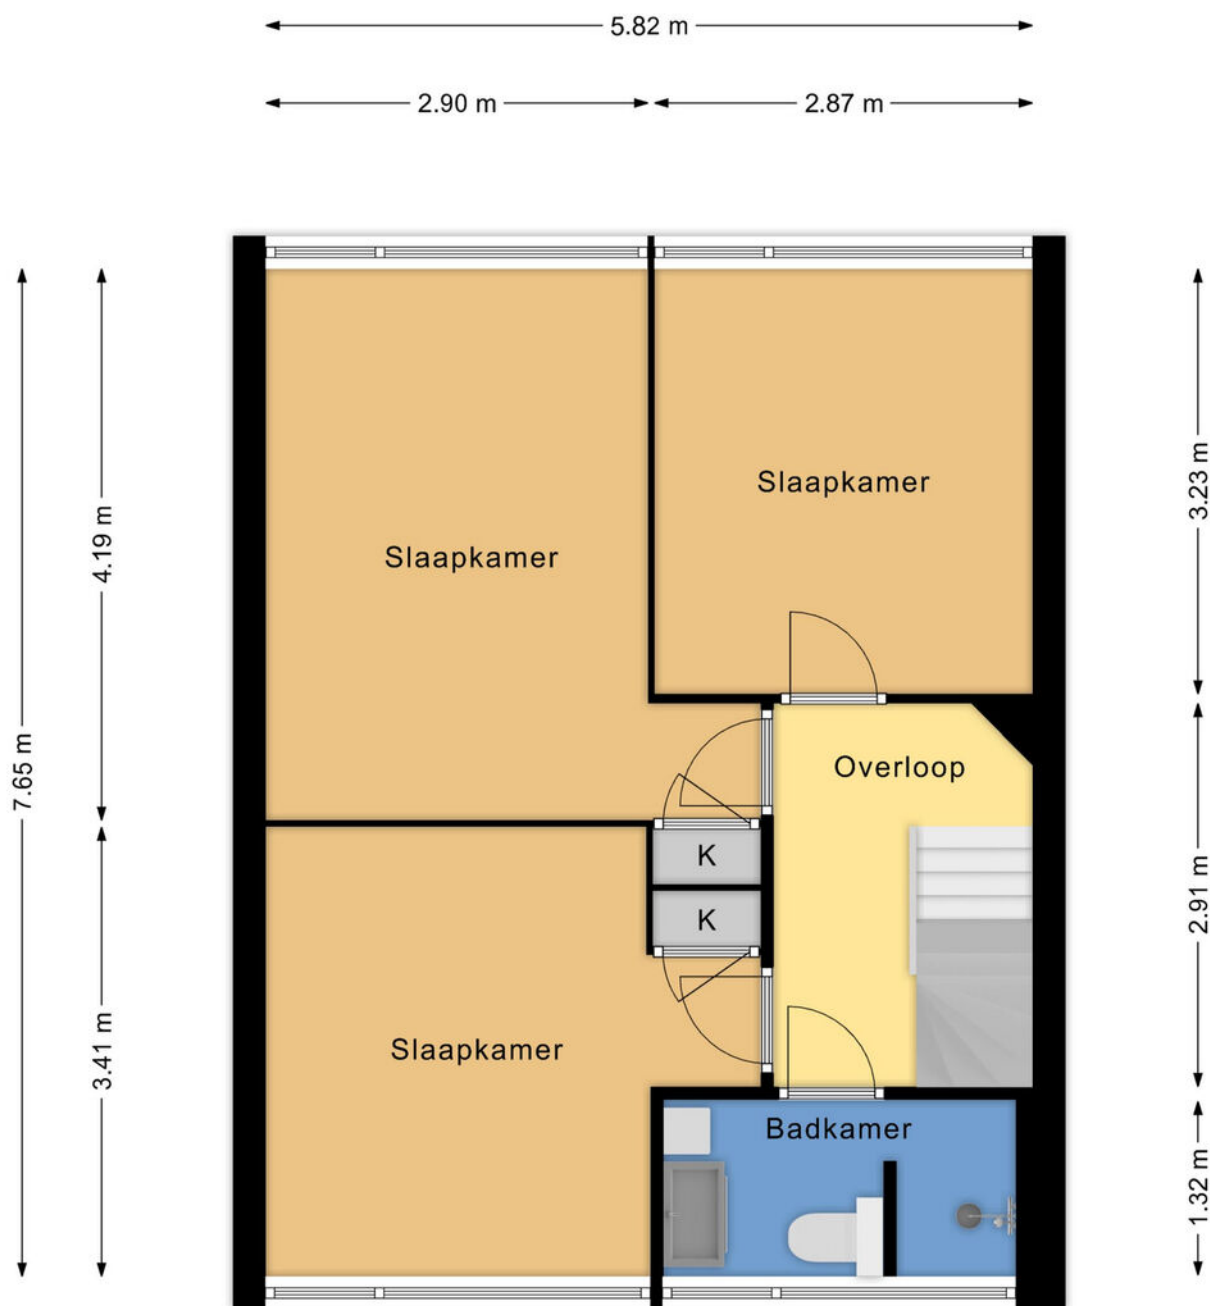 5.82 m
2.90 m
2.87 m
7.65 m
4.19 m
3.41 m
3.23 m
2.91 m
1.32 m
Slaapkamer
Slaapkamer
Overloop
K
K
Slaapkamer
Badkamer